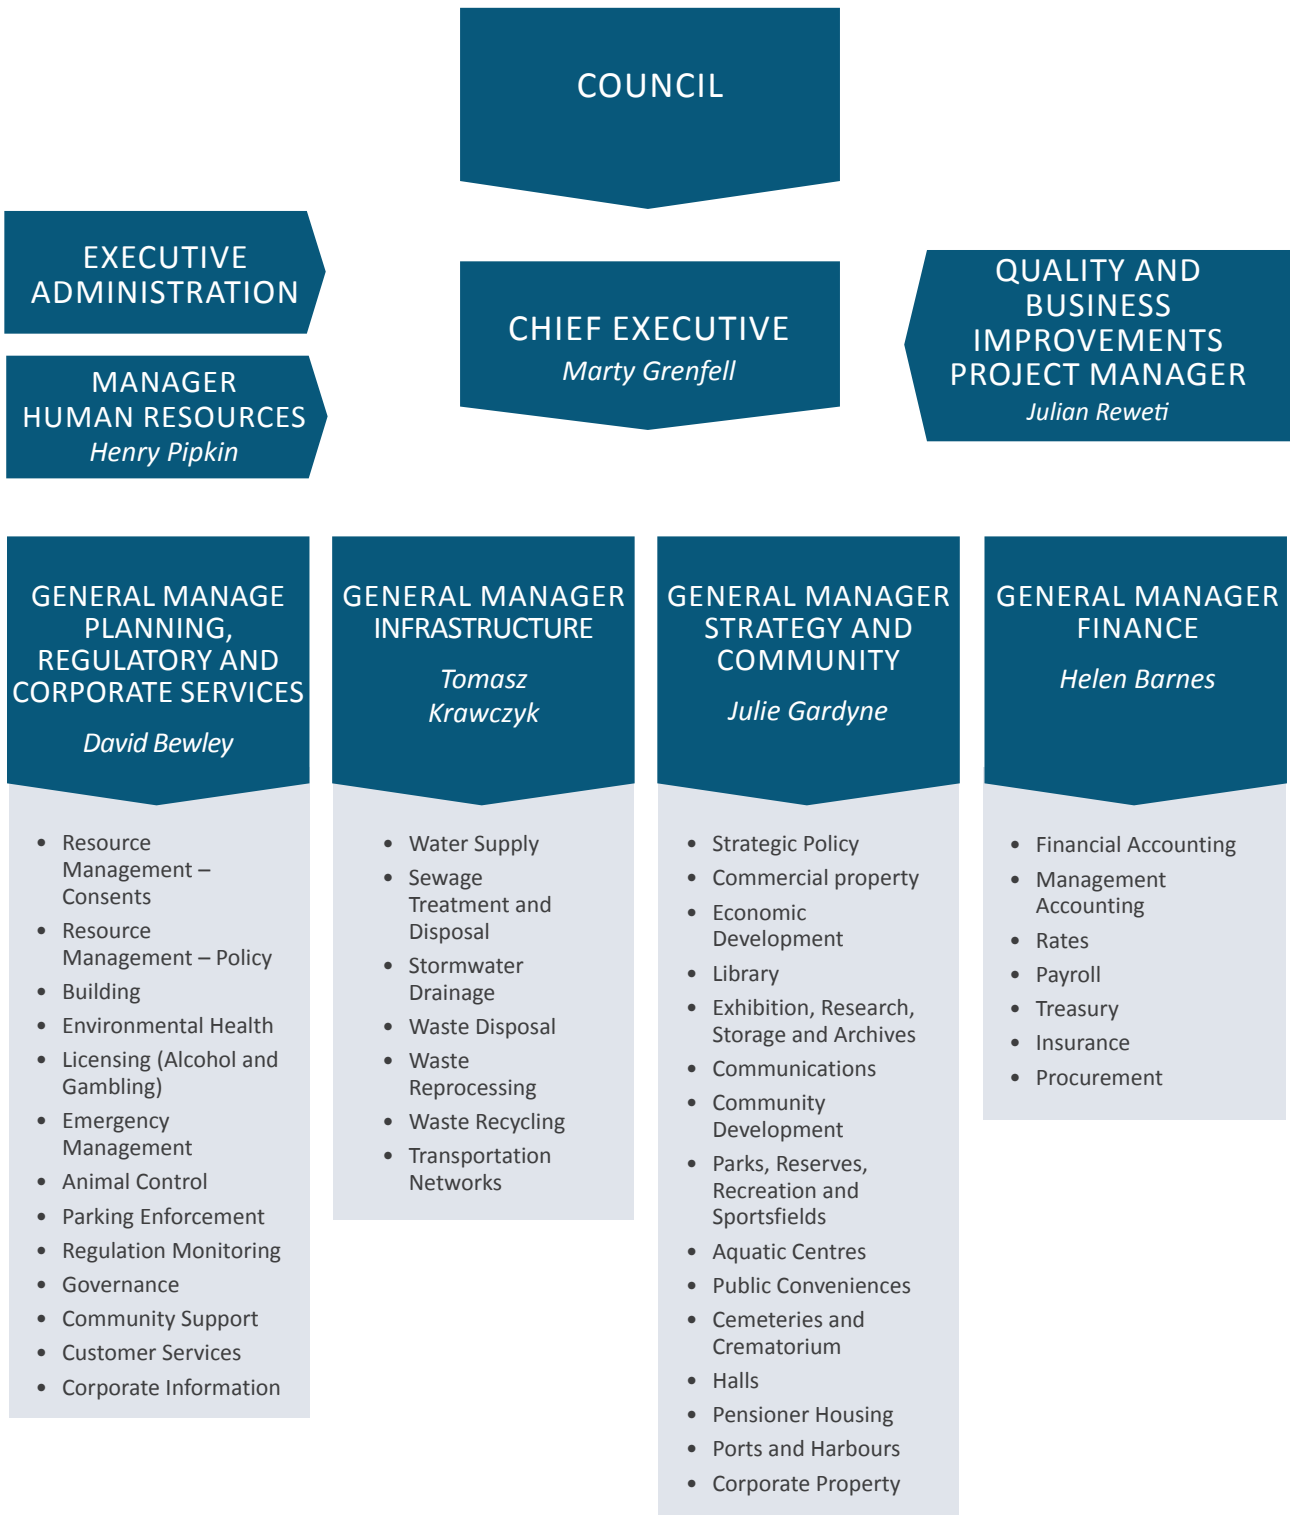 COUNCIL
EXECUTIVE
ADMINISTRATION
MANAGER
HUMAN RESOURCES
Henry Pipkin
CHIEF EXECUTIVE
Marty Grenfell
QUALITY AND
BUSINESS
IMPROVEMENTS
PROJECT MANAGER
Julian Reweti
GENERAL MANAGE
PLANNING,
REGULATORY AND
CORPORATE SERVICES
David Bewley
• Resource
Management –
Consents
• Resource
Management – Policy
• Building
• Environmental Health
• Licensing (Alcohol and
Gambling)
• Emergency
Management
• Animal Control
• Parking Enforcement
• Regulation Monitoring
• Governance
• Community Support
• Customer Services
• Corporate Information
GENERAL MANAGER
INFRASTRUCTURE
Tomasz
Krawczyk
• Water Supply
• Sewage
Treatment and
Disposal
• Stormwater
Drainage
• Waste Disposal
• Waste
Reprocessing
• Waste Recycling
• Transportation
Networks
GENERAL MANAGER
STRATEGY AND
COMMUNITY
Julie Gardyne
• Strategic Policy
• Commercial property
• Economic
Development
• Library
• Exhibition, Research,
Storage and Archives
• Communications
• Community
Development
• Parks, Reserves,
Recreation and
Sportsfields
• Aquatic Centres
• Public Conveniences
• Cemeteries and
Crematorium
• Halls
• Pensioner Housing
• Ports and Harbours
• Corporate Property
GENERAL MANAGER
FINANCE
Helen Barnes
• Financial Accounting
• Management
Accounting
• Rates
• Payroll
• Treasury
• Insurance
• Procurement